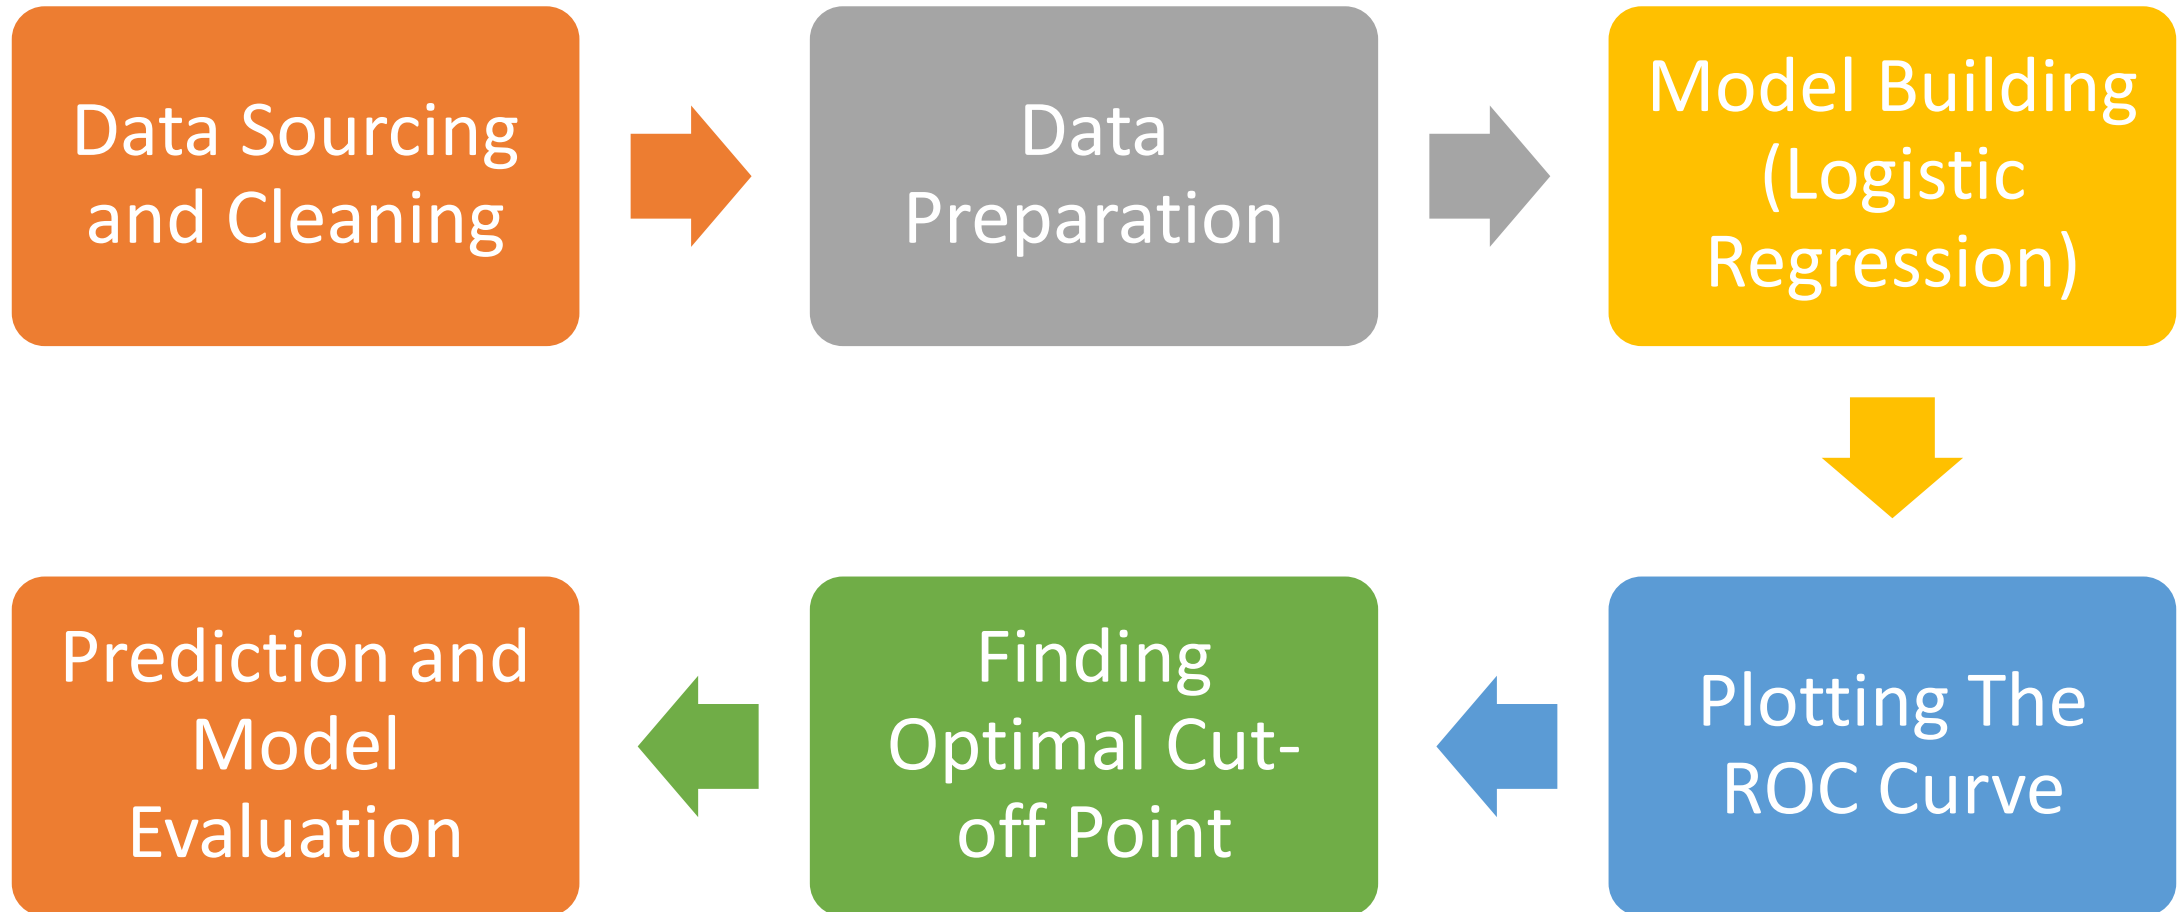 Data Sourcing
and Cleaning
Data
Preparation
Model Building
(Logistic
Regression)
Plotting The
ROC Curve
Finding
Optimal Cut-
off Point
Prediction and
Model
Evaluation